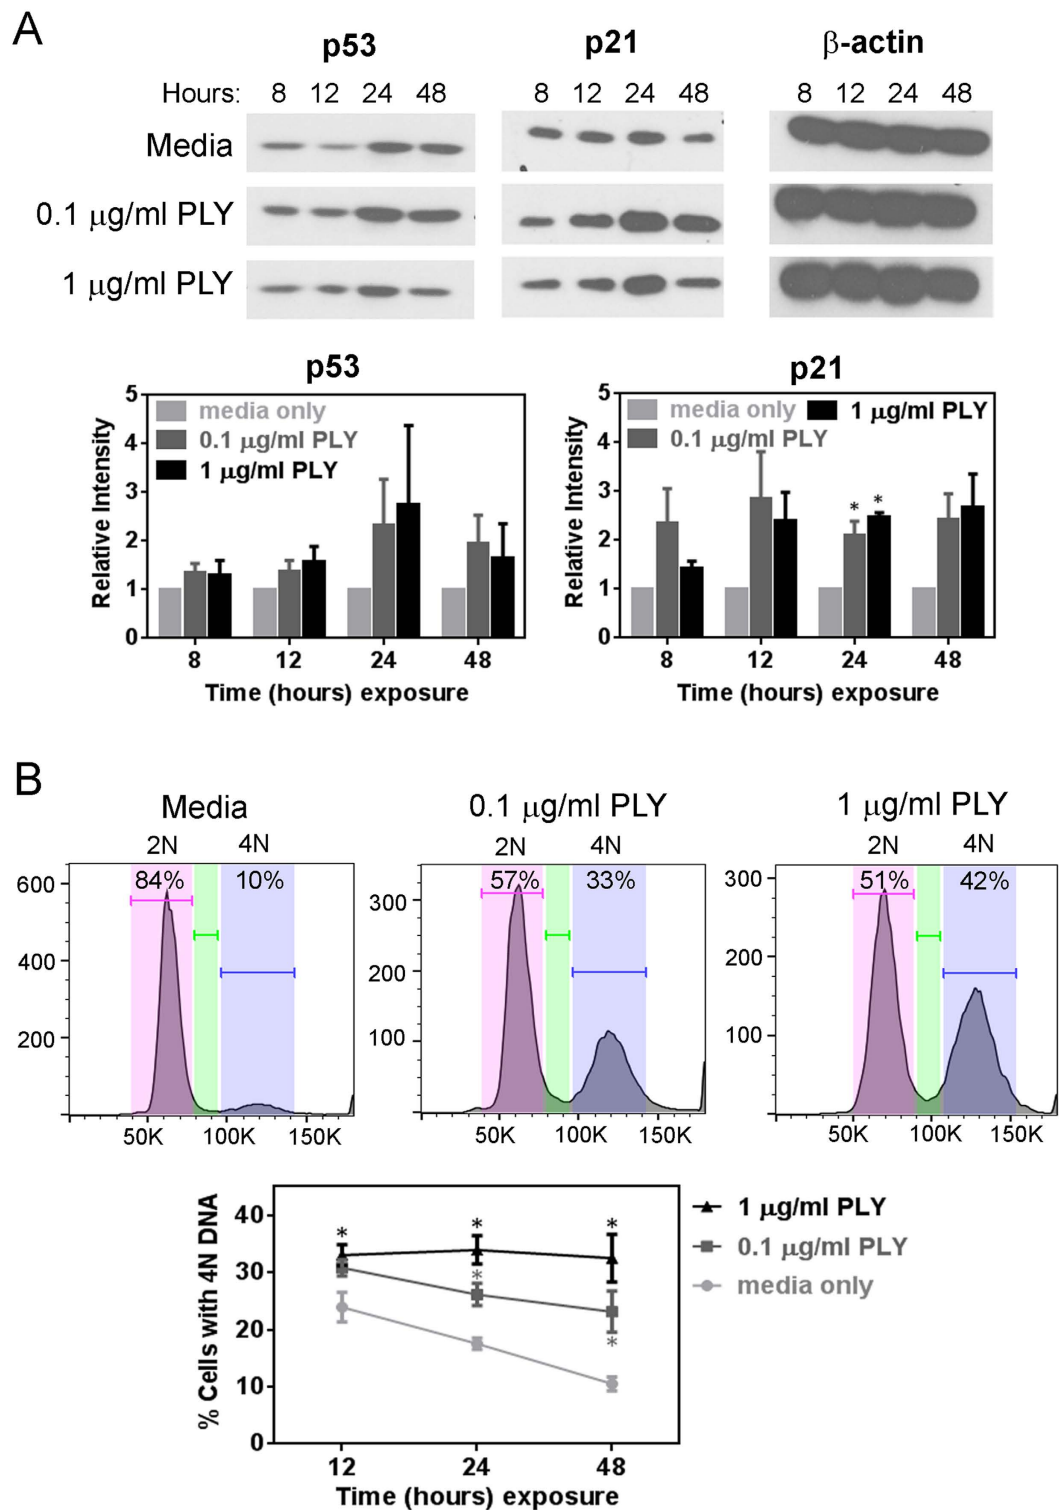 A
p53 p21 β-actin
Hours: 8 12 24 48 8 12 24 48 8 12 24 48
Media
0.1 μg/ml PLY
1 μg/ml PLY
p53
Relative Intensity
5
4
3
2
1
0
media only
0.1 μg/ml PLY
1 μg/ml PLY
8 12 24 48
Time (hours) exposure
p21
Relative Intensity
5
4
3
2
1
0
media only 1 μg/ml PLY
0.1 μg/ml PLY
* *
8 12 24 48
Time (hours) exposure
B
Media
2N 4N
84% 10%
600
400
200
50K 100K 150K
0.1 μg/ml PLY
2N 4N
57% 33%
300
200
100
50K 100K 150K
1 μg/ml PLY
2N 4N
51% 42%
300
200
100
50K 100K 150K
% Cells with 4N DNA
40
30
20
10
0
* * *
*
*
12 24 48
Time (hours) exposure
1 μg/ml PLY
0.1 μg/ml PLY
media only